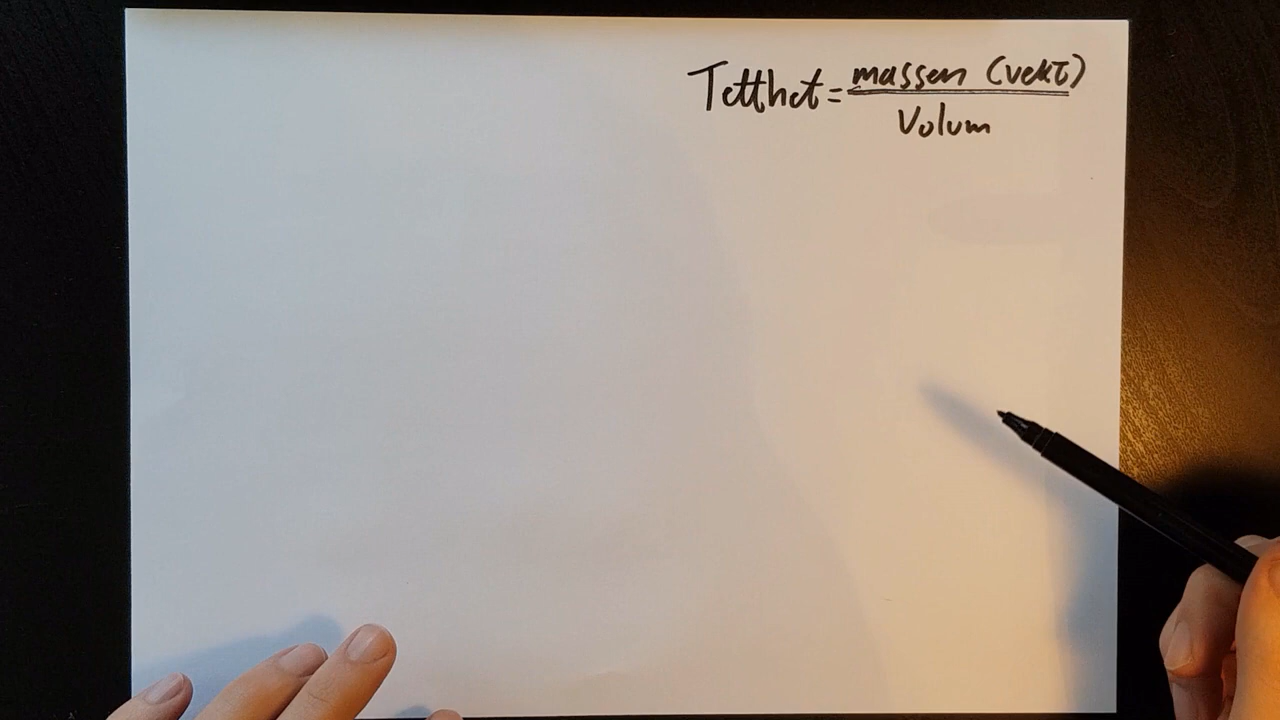 Tetthet = massen (vekt)
Volum